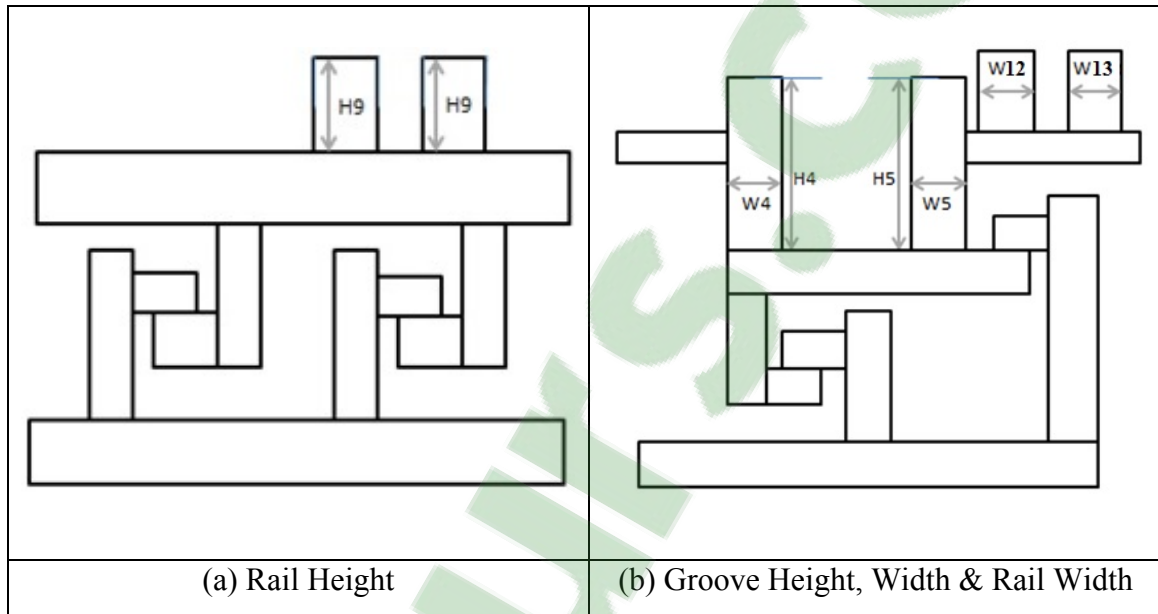 H9 H9
W12 W13
H4 H5
W4 W5
(a) Rail Height
(b) Groove Height, Width & Rail Width